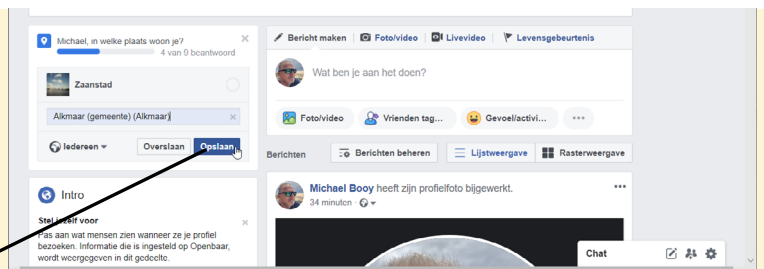 Michael, in welke plaats woon je?
4 van 9 beantwoord
Zaanstad
Alkmaar (gemeente) (Alkmaar)
Iedereen
Overslaan
Opslaan
Intro
Stel jezelf voor
Pas aan wat mensen zien wanneer ze je profiel
bezoeken. Informatie die is ingesteld op Openbaar,
wordt weergegeven in dit gedeelte.
Bericht maken
Foto/video
Livevideo
Levensgebeurtenis
Wat ben je aan het doen?
Foto/video
Vrienden tag...
Gevoel/activi...
Berichten
Berichten beheren
Lijstweergave
Rasterweergave
Michael Booy heeft zijn profielfoto bijgewerkt.
34 minuten
Chat